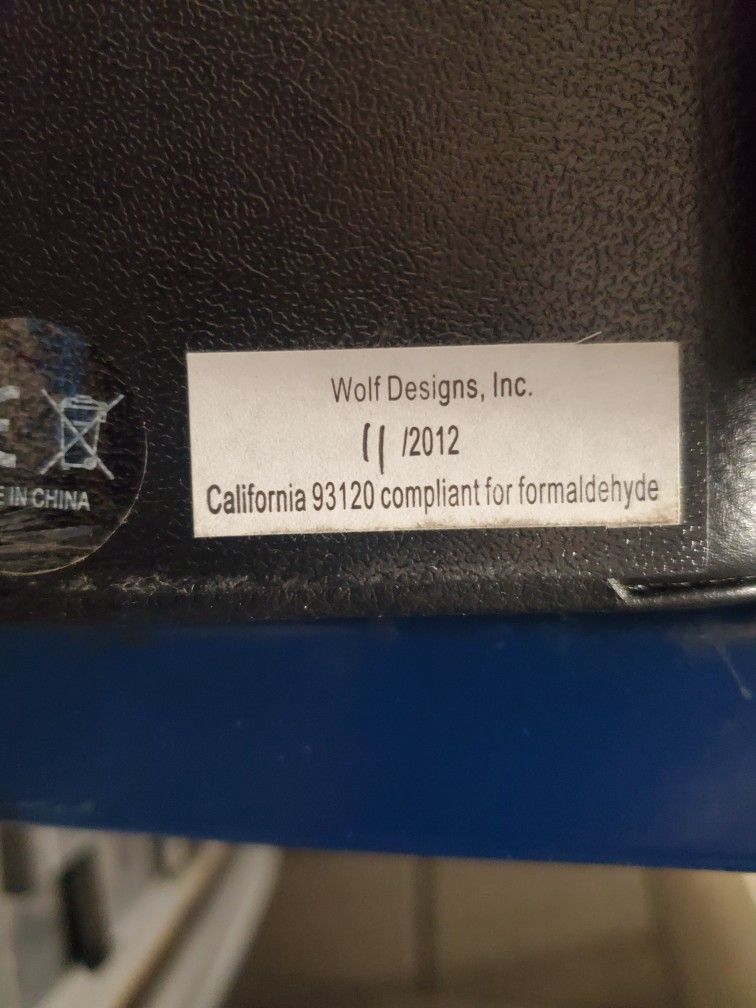 Wolf Designs, Inc.
11 /2012
California 93120 compliant for formaldehyde
IN CHINA